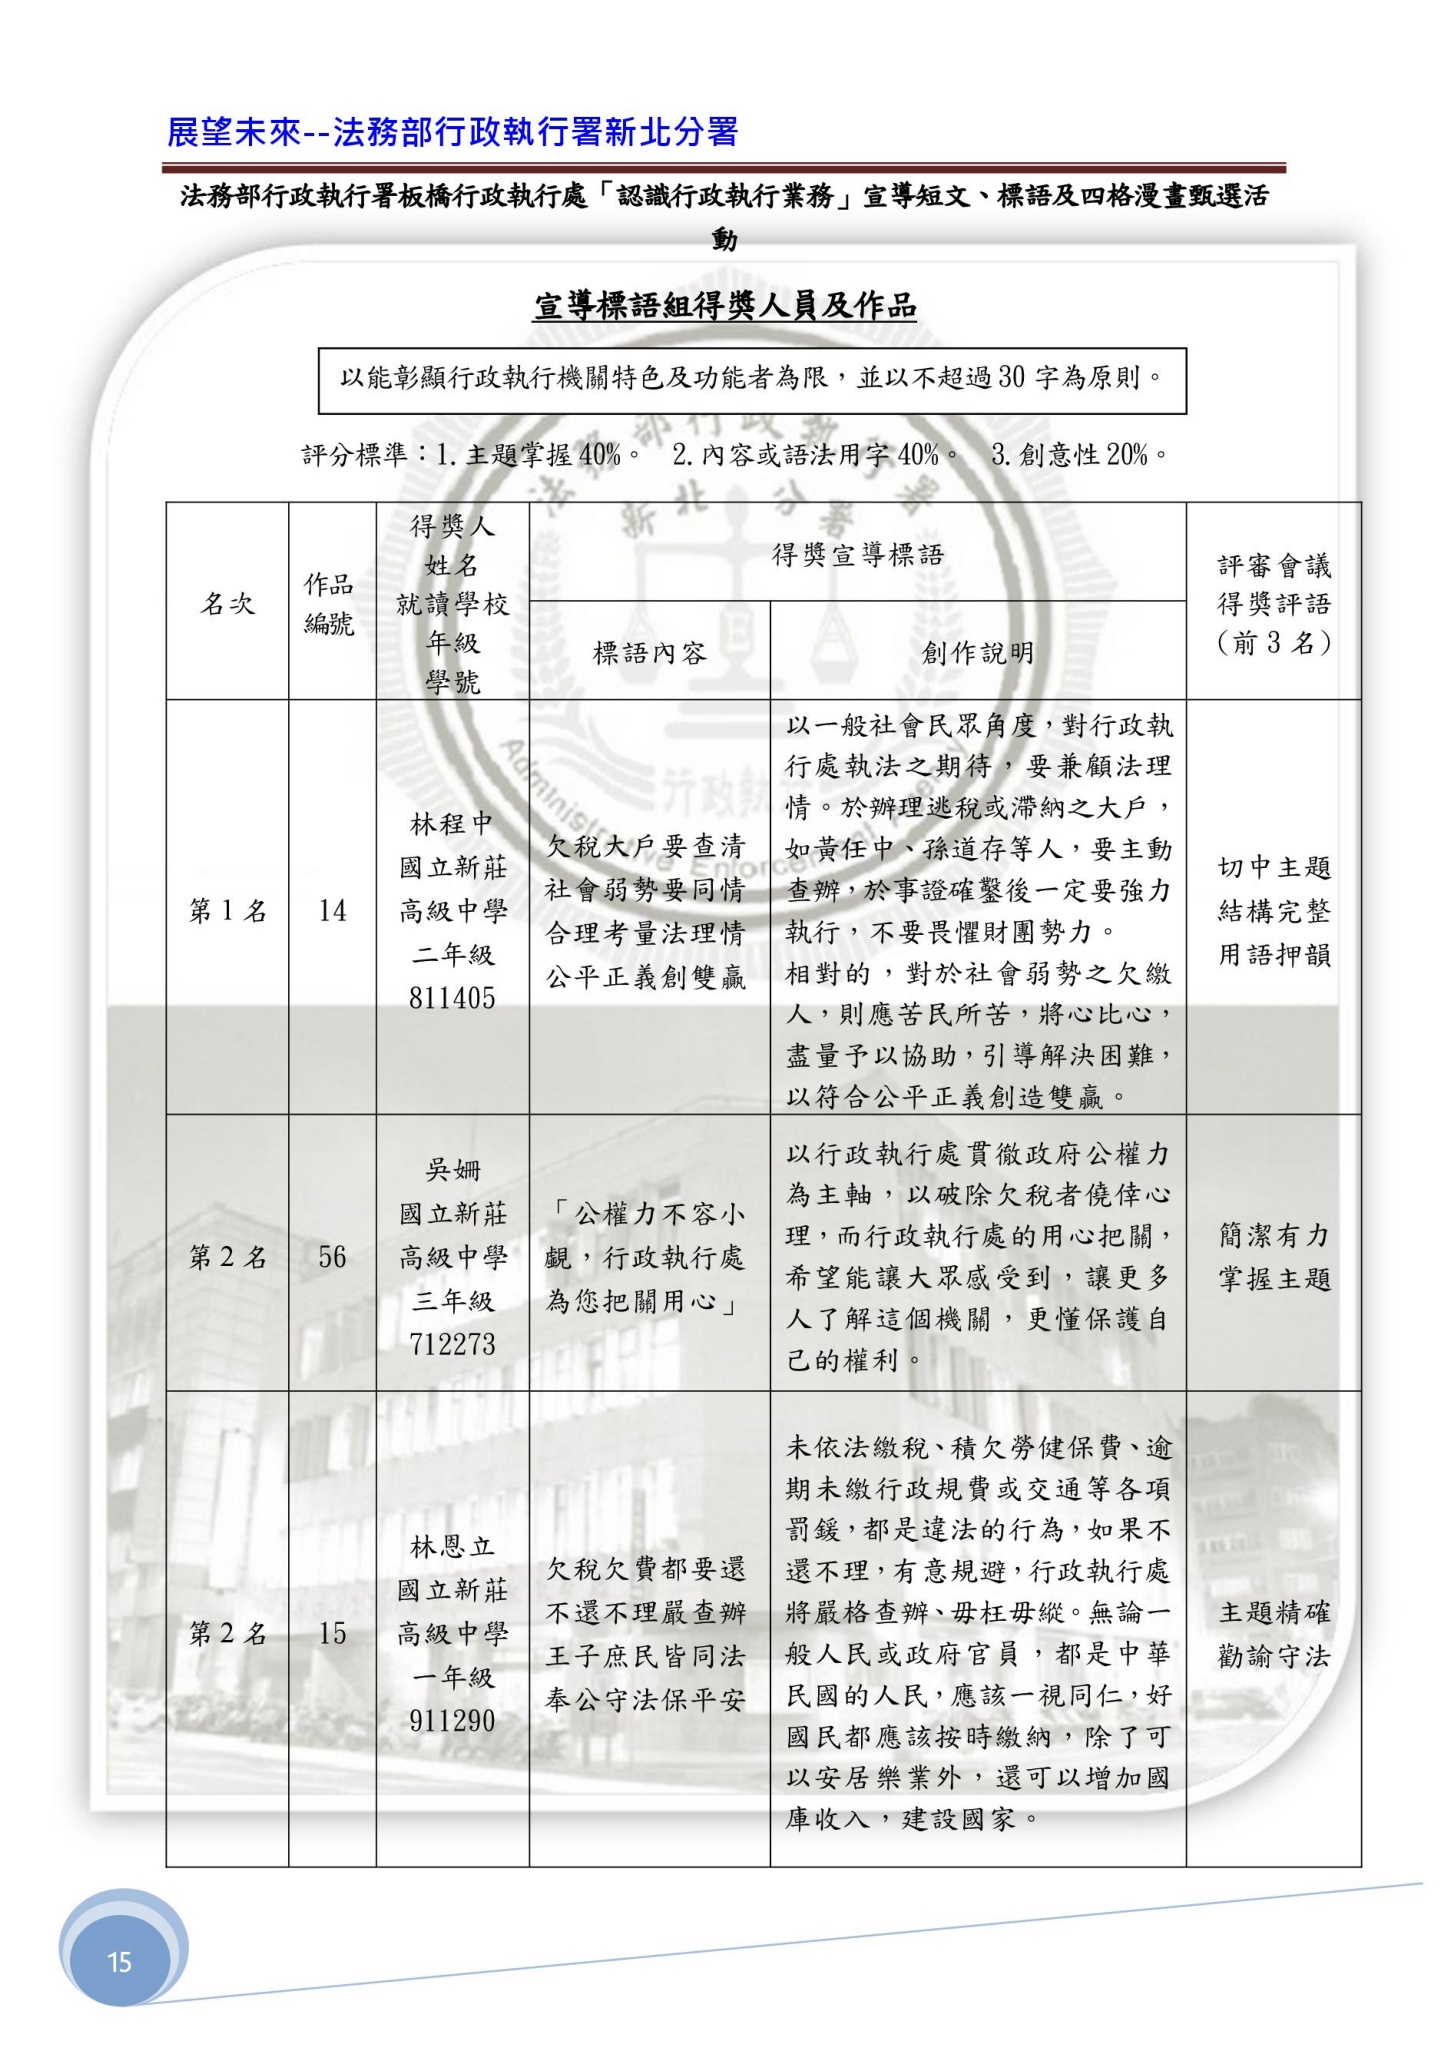 展望未來--法務部行政執行署新北分署
法務部行政執行署板橋行政執行處「認識行政執行業務」宣導短文、標語及四格漫畫甄選活
動
宣導標語組得獎人員及作品
以能彰顯行政執行機關特色及功能者為限，並以不超過30 字為原則。
評分標準：1.主題掌握40%。 2.內容或語法用字40%。 3.創意性20%。
名次
作品
編號
得獎人
姓名
就讀學校
年級
學號
得獎宣導標語
標語內容
創作說明
評審會議
得獎評語
(前3名)
第1名
14
林程中
國立新莊
高級中學
二年級
811405
欠稅大戶要查清
社會弱勢要同情
合理考量法理情
公平正義創雙贏
以一般社會民眾角度，對行政執
行處執法之期待，要兼顧法理
情。於辦理逃稅或滯納之大戶，
如黃任中、孫道存等人，要主動
查辦，於事證確鑿後一定要強力
執行，不要畏懼財團勢力。
相對的，對於社會弱勢之欠繳
人，則應苦民所苦，將心比心，
盡量予以協助，引導解決困難，
以符合公平正義創造雙贏。
切中主題
結構完整
用語押韻
第2名
56
吳姍
國立新莊
高級中學
三年級
712273
「公權力不容小
覷，行政執行處
為您把關用心」
以行政執行處貫徹政府公權力
為主軸，以破除欠稅者僥倖心
理，而行政執行處的用心把關，
希望能讓大眾感受到，讓更多
人了解這個機關，更懂保護自
己的權利。
簡潔有力
掌握主題
第2名
15
林恩立
國立新莊
高級中學
一年級
911290
欠稅欠費都要還
不還不理嚴查辦
王子庶民皆同法
奉公守法保平安
未依法繳稅、積欠勞健保費、逾
期未繳行政規費或交通等各項
罰鍰，都是違法的行為，如果不
還不理，有意規避，行政執行處
將嚴格查辦、毋枉毋縱。無論一
般人民或政府官員，都是中華
民國的人民，應該一視同仁，好
國民都應該按時繳納，除了可
以安居樂業外，還可以增加國
庫收入，建設國家。
主題精確
勸諭守法
法務部行政執行署
新北分署
Administrative Enforcement Agency
行政執
15